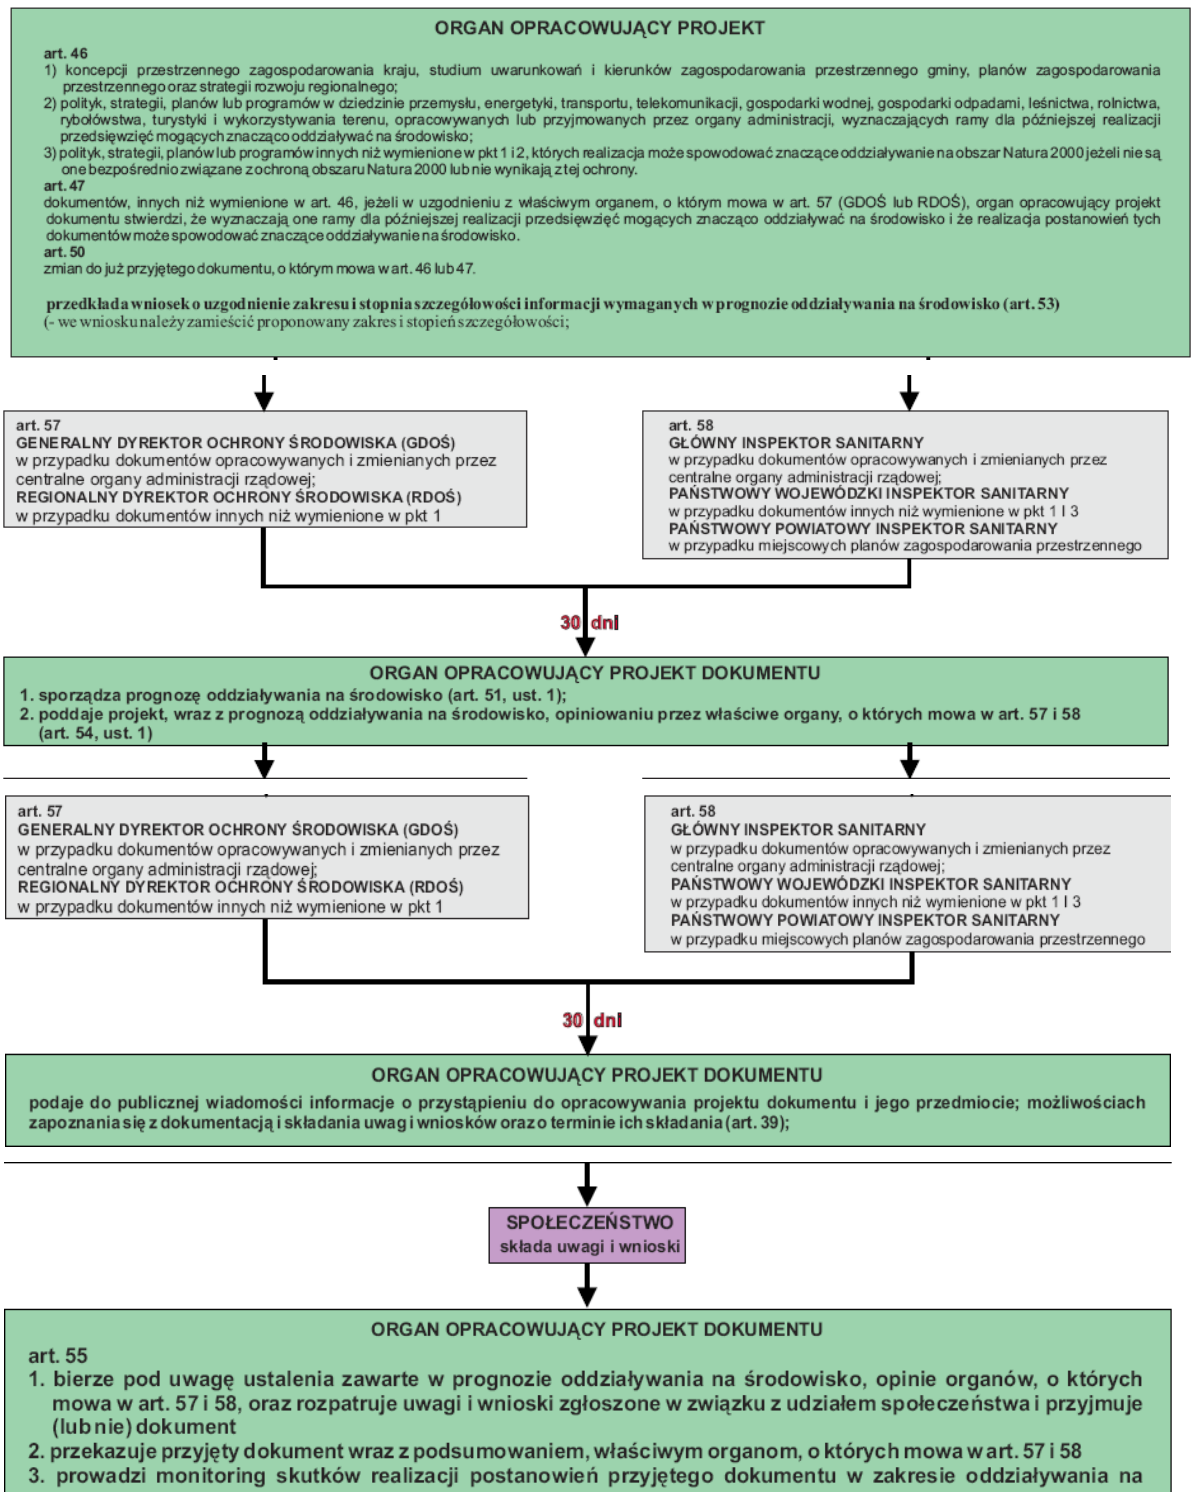 ORGAN OPRACOWUJĄCY PROJEKT
art. 46
1) koncepcji przestrzennego zagospodarowania kraju, studium uwarunkowań i kierunków zagospodarowania przestrzennego gminy, planów zagospodarowania
przestrzennego oraz strategii rozwoju regionalnego;
2) polityk, strategii, planów lub programów w dziedzinie przemysłu, energetyki, transportu, telekomunikacji, gospodarki wodnej, gospodarki odpadami, leśnictwa, rolnictwa,
rybołówstwa, turystyki i wykorzystywania terenu, opracowywanych lub przyjmowanych przez organy administracji, wyznaczających ramy dla późniejszej realizacji
przedsięwzięć mogących znacząco oddziaływać na środowisko;
3) polityk, strategii, planów lub programów innych niż wymienione w pkt 1 i 2, których realizacja może spowodować znaczące oddziaływanie na obszar Natura 2000 jeżeli nie są
one bezpośrednio związane z ochroną obszaru Natura 2000 lub nie wynikają z tej ochrony.
art. 47
dokumentów, innych niż wymienione w art. 46, jeżeli w uzgodnieniu z właściwym organem, o którym mowa w art. 57 (GDOŚ lub RDOŚ), organ opracowujący projekt
dokumentu stwierdzi, że wyznaczają one ramy dla późniejszej realizacji przedsięwzięć mogących znacząco oddziaływać na środowisko i że realizacja postanowień tych
dokumentów może spowodować znaczące oddziaływanie na środowisko.
art. 50
zmian do już przyjętego dokumentu, o którym mowa w art. 46 lub 47.
przedkłada wniosek o uzgodnienie zakresu i stopnia szczegółowości informacji wymaganych w prognozie oddziaływania na środowisko (art. 53)
(- we wniosku należy zamieścić proponowany zakres i stopień szczegółowości;
art. 57
GENERALNY DYREKTOR OCHRONY ŚRODOWISKA (GDOŚ)
w przypadku dokumentów opracowywanych i zmienianych przez
centralne organy administracji rządowej;
REGIONALNY DYREKTOR OCHRONY ŚRODOWISKA (RDOŚ)
w przypadku dokumentów innych niż wymienione w pkt 1
art. 58
GŁÓWNY INSPEKTOR SANITARNY
w przypadku dokumentów opracowywanych i zmienianych przez
centralne organy administracji rządowej;
PAŃSTWOWY WOJEWÓDZKI INSPEKTOR SANITARNY
w przypadku dokumentów innych niż wymienione w pkt 1 I 3
PAŃSTWOWY POWIATOWY INSPEKTOR SANITARNY
w przypadku miejscowych planów zagospodarowania przestrzennego
30 dni
ORGAN OPRACOWUJĄCY PROJEKT DOKUMENTU
1. sporządza prognozę oddziaływania na środowisko (art. 51, ust. 1);
2. poddaje projekt, wraz z prognozą oddziaływania na środowisko, opiniowaniu przez właściwe organy, o których mowa w art. 57 i 58
(art. 54, ust. 1)
art. 57
GENERALNY DYREKTOR OCHRONY ŚRODOWISKA (GDOŚ)
w przypadku dokumentów opracowywanych i zmienianych przez
centralne organy administracji rządowej;
REGIONALNY DYREKTOR OCHRONY ŚRODOWISKA (RDOŚ)
w przypadku dokumentów innych niż wymienione w pkt 1
art. 58
GŁÓWNY INSPEKTOR SANITARNY
w przypadku dokumentów opracowywanych i zmienianych przez
centralne organy administracji rządowej;
PAŃSTWOWY WOJEWÓDZKI INSPEKTOR SANITARNY
w przypadku dokumentów innych niż wymienione w pkt 1 I 3
PAŃSTWOWY POWIATOWY INSPEKTOR SANITARNY
w przypadku miejscowych planów zagospodarowania przestrzennego
30 dni
ORGAN OPRACOWUJĄCY PROJEKT DOKUMENTU
podaje do publicznej wiadomości informacje o przystąpieniu do opracowywania projektu dokumentu i jego przedmiocie; możliwościach
zapoznania się z dokumentacją i składania uwag i wniosków oraz o terminie ich składania (art. 39);
SPOŁECZEŃSTWO
składa uwagi i wnioski
ORGAN OPRACOWUJĄCY PROJEKT DOKUMENTU
art. 55
1. bierze pod uwagę ustalenia zawarte w prognozie oddziaływania na środowisko, opinie organów, o których
mowa w art. 57 i 58, oraz rozpatruje uwagi i wnioski zgłoszone w związku z udziałem społeczeństwa i przyjmuje
(lub nie) dokument
2. przekazuje przyjęty dokument wraz z podsumowaniem, właściwym organom, o których mowa w art. 57 i 58
3. prowadzi monitoring skutków realizacji postanowień przyjętego dokumentu w zakresie oddziaływania na